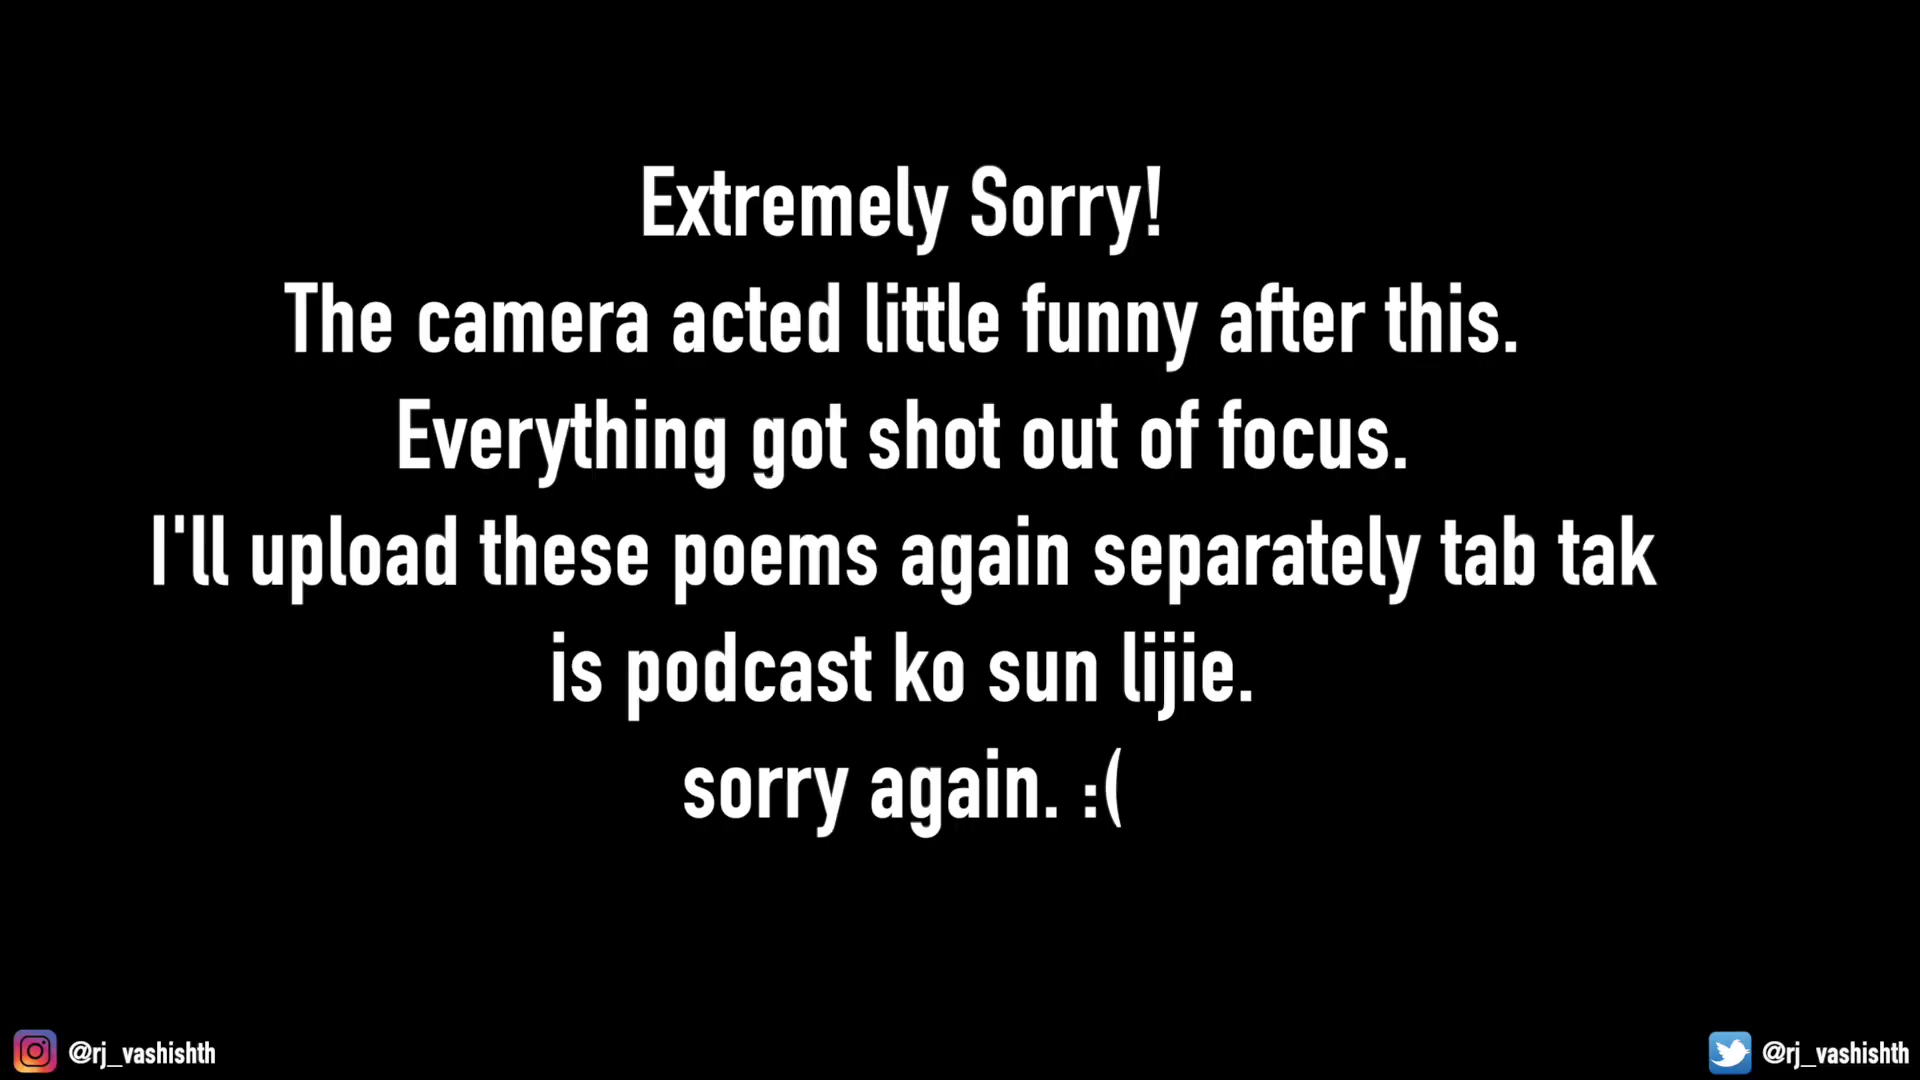 Extremely Sorry!
The camera acted little funny after this.
Everything got shot out of focus.
I'll upload these poems again separately tab tak
is podcast ko sun lijie.
sorry again. :(
@rj_vashishth
@rj_vashishth